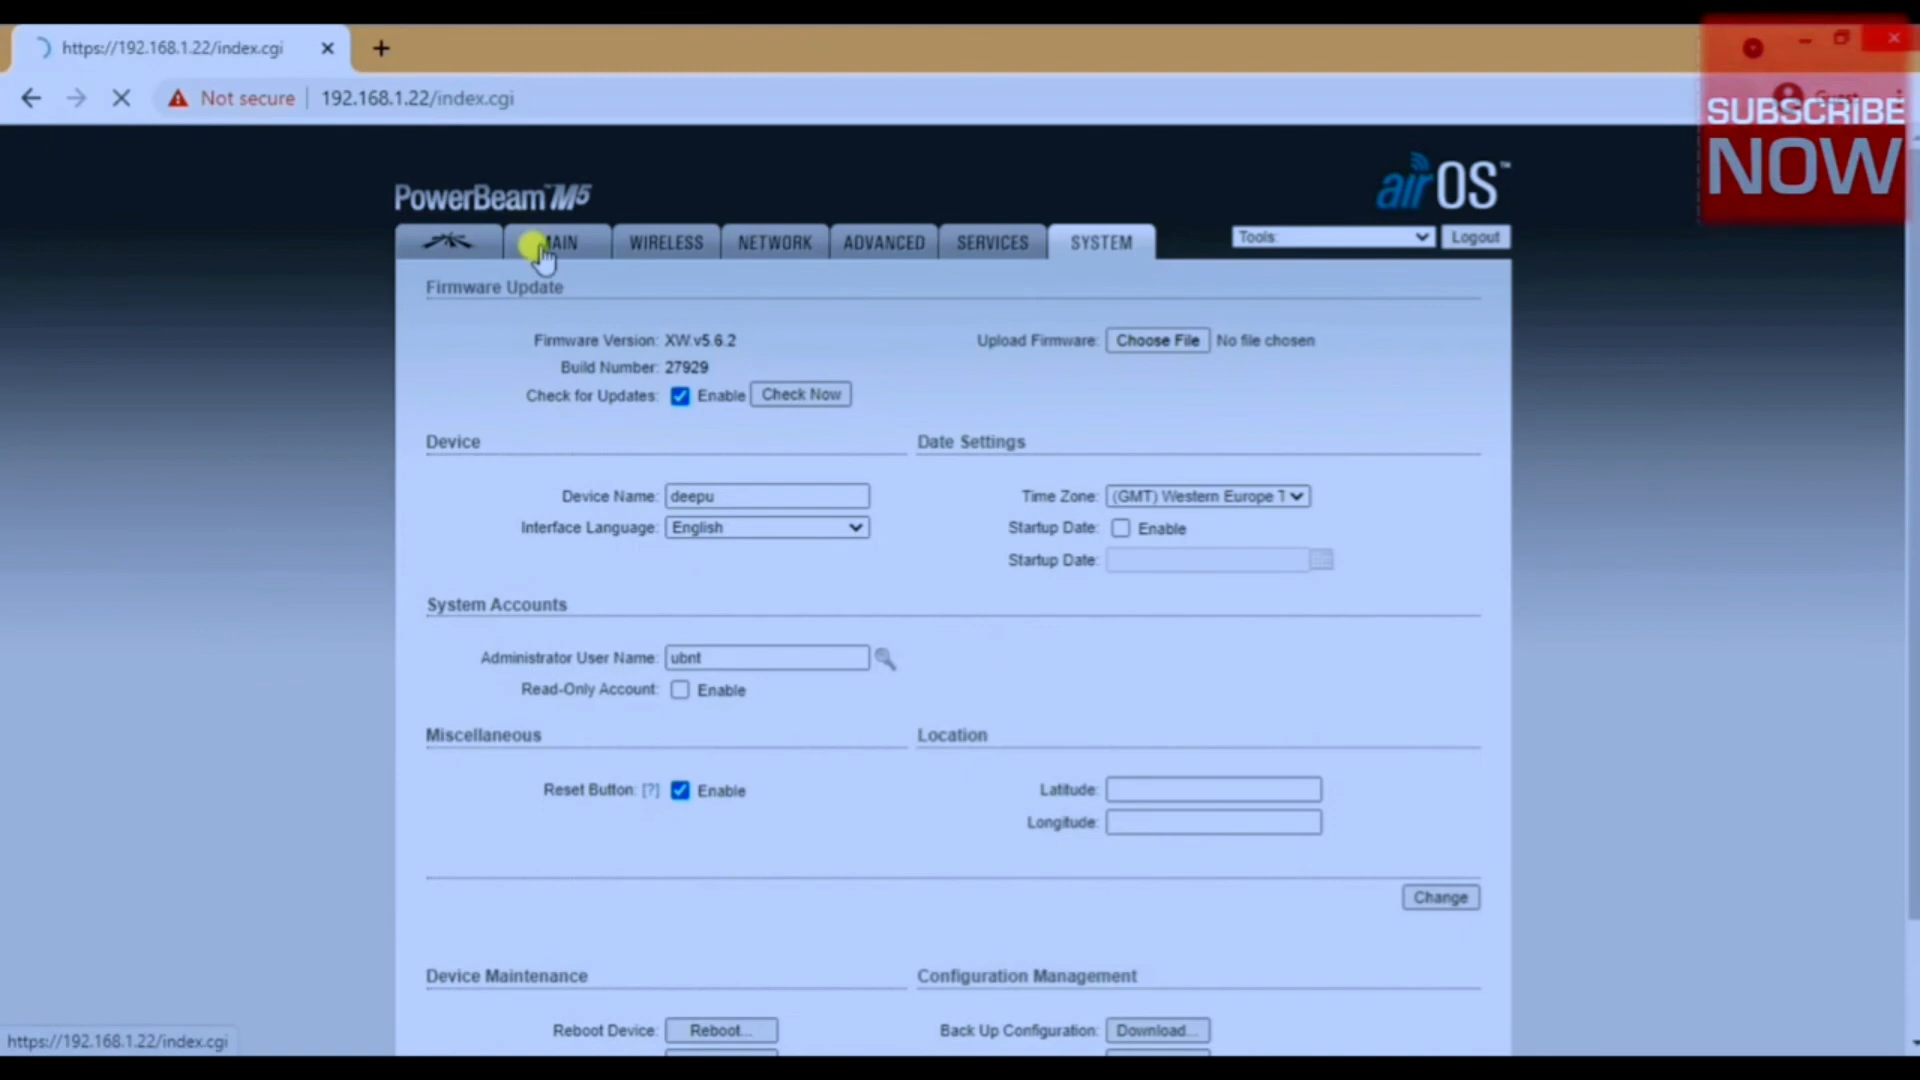 https://192.168.1.22/index.cgi
Not secure 192.168.1.22/index.cgi
SUBSCRIBE
NOW
PowerBeam™ M5
airOS™
MAIN WIRELESS NETWORK ADVANCED SERVICES SYSTEM Tools: Logout
Firmware Update
Firmware Version: XW.v5.6.2 Upload Firmware: Choose File No file chosen
Build Number: 27929
Check for Updates: Enable Check Now
Device Date Settings
Device Name: deepu Time Zone: (GMT) Western Europe T
Interface Language: English Startup Date: Enable
Startup Date:
System Accounts
Administrator User Name: ubnt
Read-Only Account: Enable
Miscellaneous Location
Reset Button: [?] Enable Latitude:
Longitude:
Change
Device Maintenance Configuration Management
Reboot Device: Reboot... Back Up Configuration: Download...
https://192.168.1.22/index.cgi